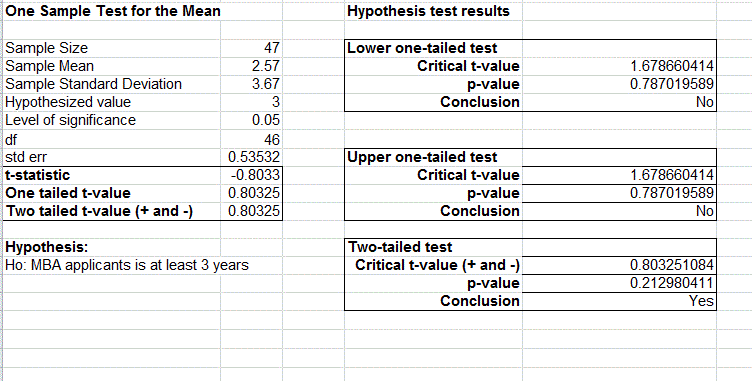 One Sample Test for the Mean
Sample Size 47
Sample Mean 2.57
Sample Standard Deviation 3.67
Hypothesized value 3
Level of significance 0.05
df 46
std err 0.53532
t-statistic -0.8033
One tailed t-value 0.80325
Two tailed t-value (+ and -) 0.80325
Hypothesis:
Ho: MBA applicants is at least 3 years
Hypothesis test results
Lower one-tailed test
Critical t-value 1.678660414
p-value 0.787019589
Conclusion No
Upper one-tailed test
Critical t-value 1.678660414
p-value 0.787019589
Conclusion No
Two-tailed test
Critical t-value (+ and -) 0.803251084
p-value 0.212980411
Conclusion Yes